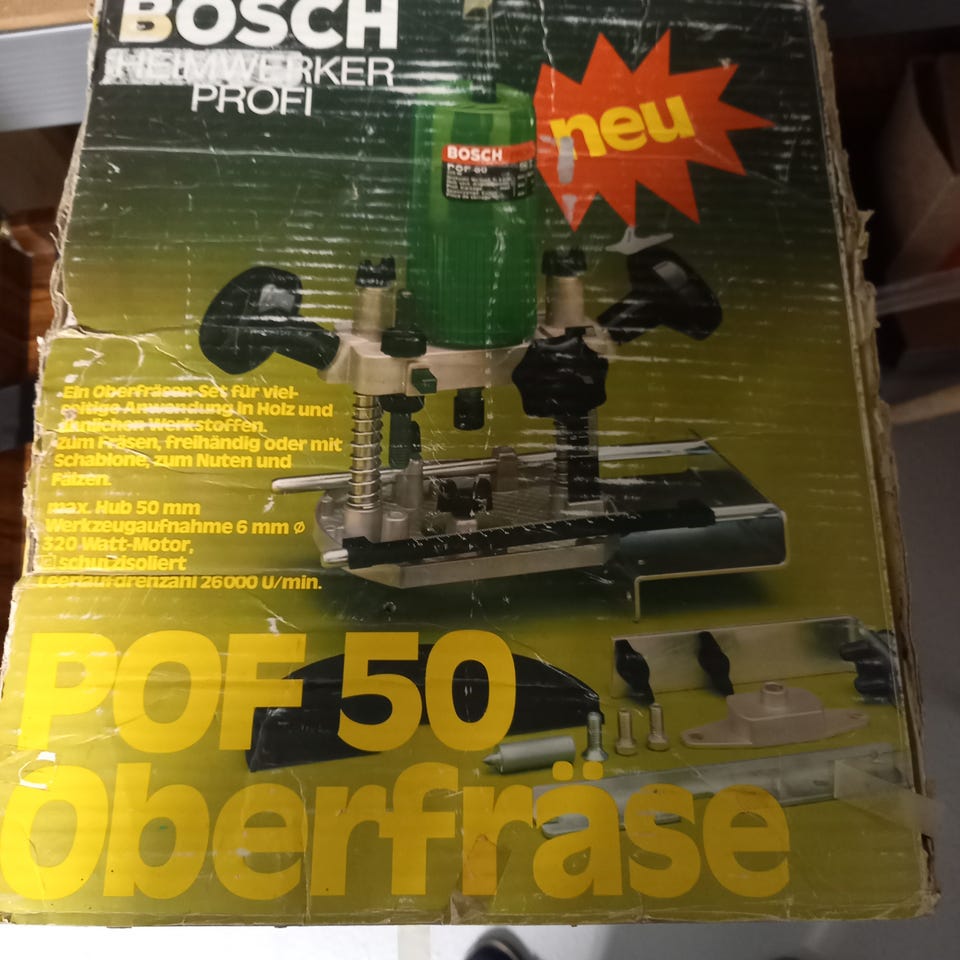 BOSCH
HEIMWERKER
PROFI
neu
BOSCH
POF 50
Ein Oberfräsen-Set für viel-
seitige Anwendung in Holz und
ähnlichen Werkstoffen,
zum Fräsen, freihändig oder mit
Schablone, zum Nuten und
Fälzen.
max. Hub 50 mm
Werkzeugaufnahme 6 mm ø
320 Watt-Motor,
schutzisoliert
Leerlaufdrehzahl 26000 U/min.
POF 50
Oberfräse